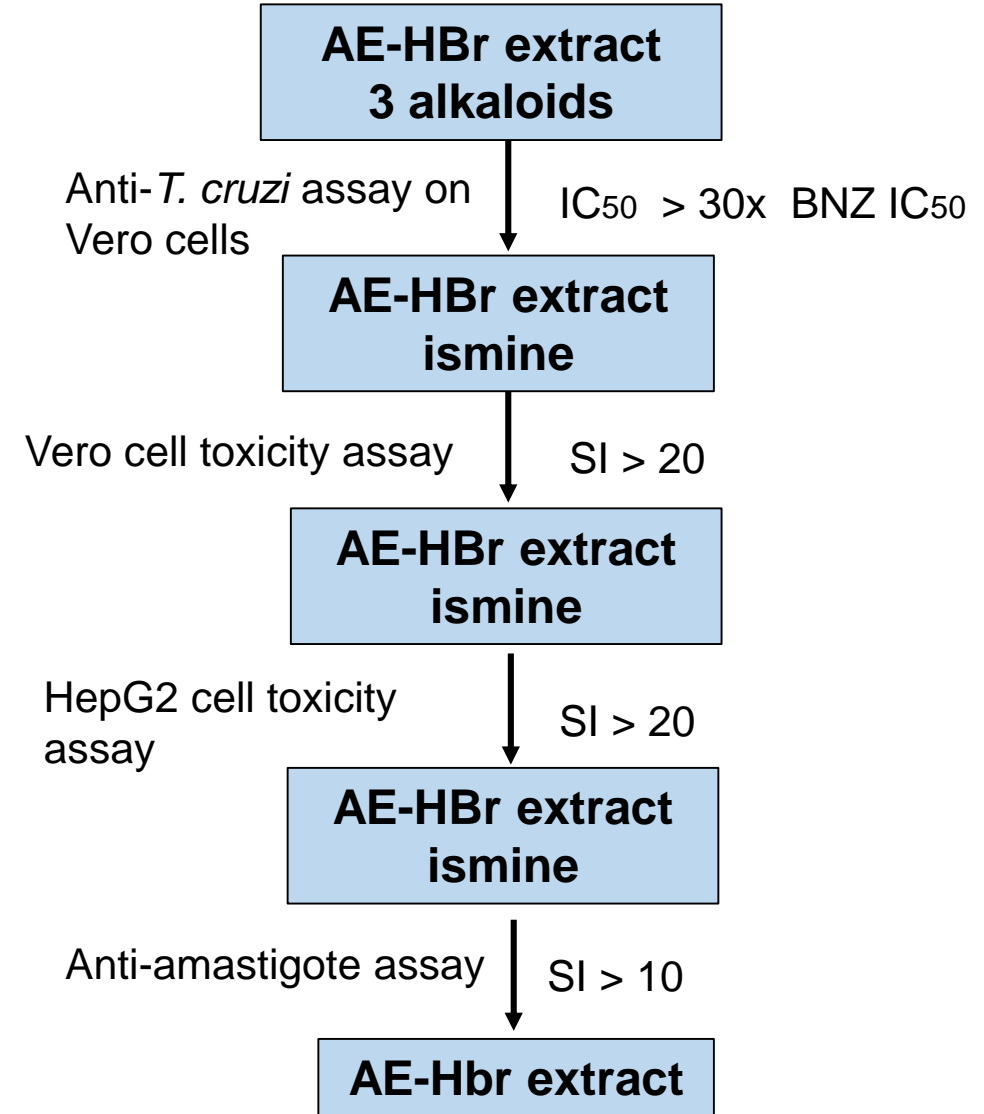 AE-HBr extract
3 alkaloids
Anti-T. cruzi assay on
Vero cells
IC50 > 30x BNZ IC50
AE-HBr extract
ismine
Vero cell toxicity assay
SI > 20
AE-HBr extract
ismine
HepG2 cell toxicity
assay
SI > 20
AE-HBr extract
ismine
Anti-amastigote assay
SI > 10
AE-Hbr extract